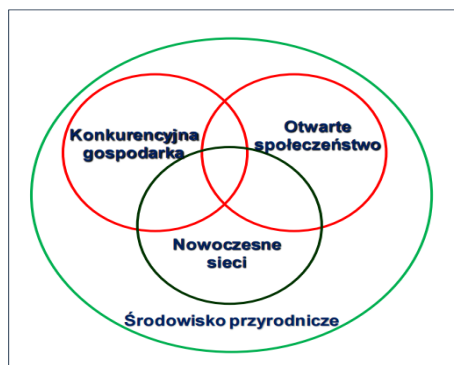 Konkurencyjna
gospodarka
Otwarte
społeczeństwo
Nowoczesne
sieci
Środowisko przyrodnicze